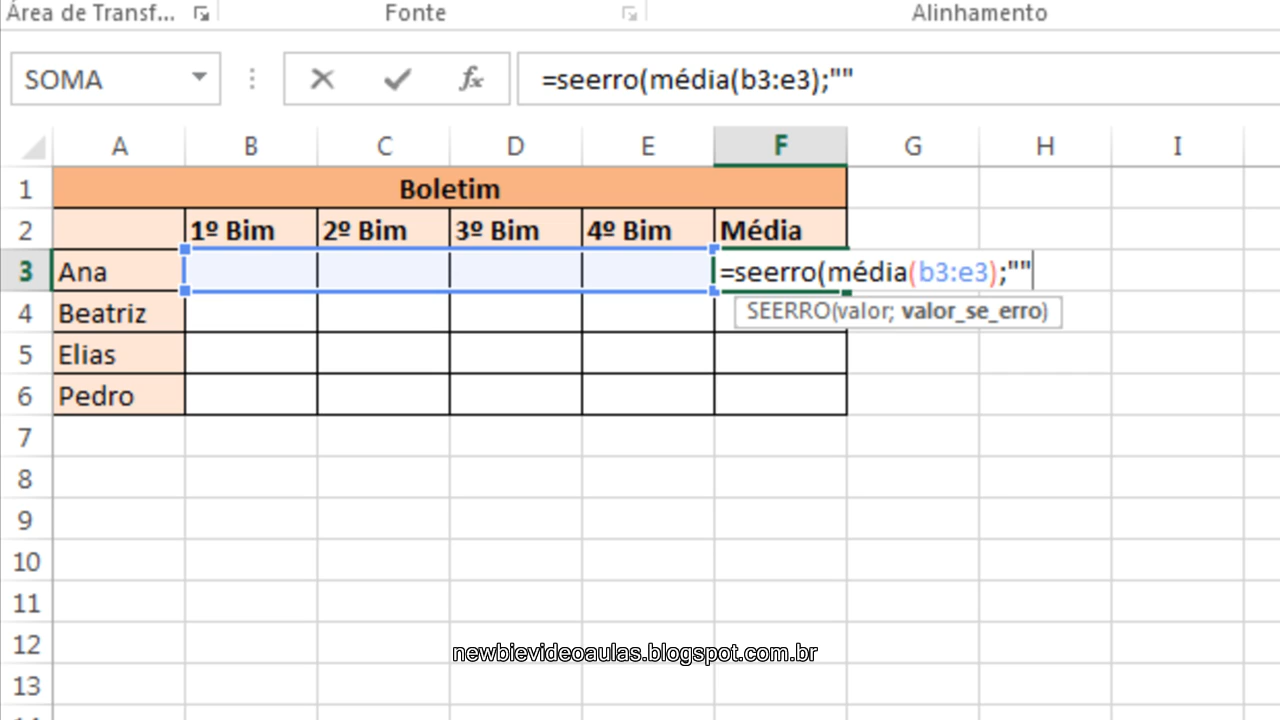 Área de Transf... Fonte Alinhamento
SOMA =seerro(média(b3:e3);""
A B C D E F G H I
1 Boletim
2 1º Bim 2º Bim 3º Bim 4º Bim Média
3 Ana =seerro(média(b3:e3);""
SEERRO(valor; valor_se_erro)
4 Beatriz
5 Elias
6 Pedro
7
8
9
10
11
12
newbievideoaulas.blogspot.com.br
13